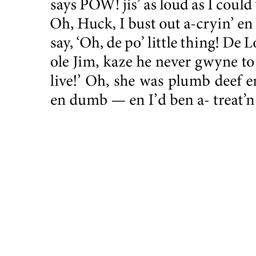 says POW! jis’ as loud as I could
Oh, Huck, I bust out a-cryin’ en
say, ‘Oh, de po’ little thing! De
ole Jim, kaze he never gwyne to
live!’ Oh, she was plumb deef
en dumb — en I’d ben a- treat’n